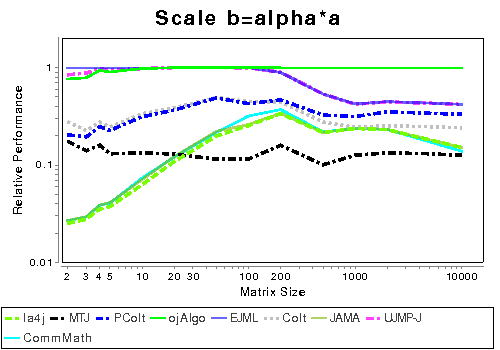 Scale b=alpha*a
Relative Performance
1
0.1
0.01
2 3 4 5 10 20 30 100 200 1000 10000
Matrix Size
la4j MTJ PColt ojAlgo EJML Colt JAMA UJMP-J
CommMath